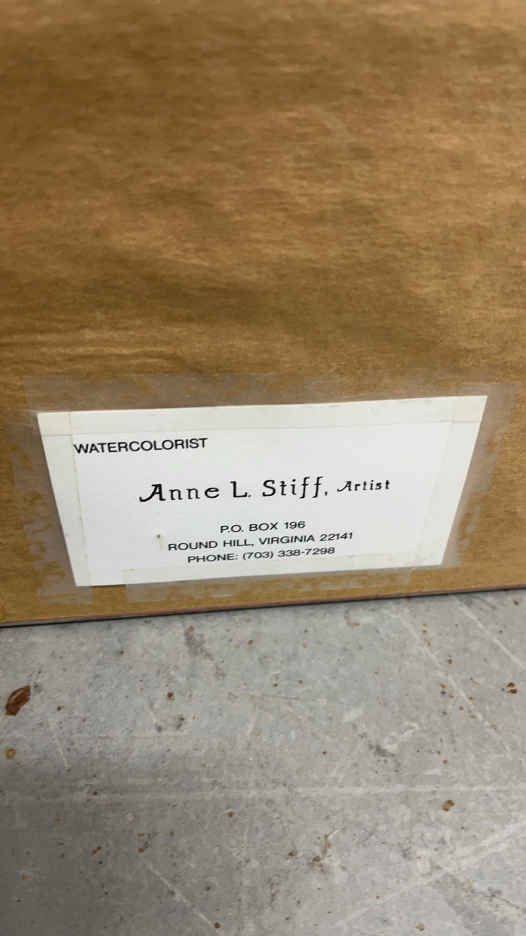 WATERCOLORIST
Anne L. Stiff, Artist
P.O. BOX 196
ROUND HILL, VIRGINIA 22141
PHONE: (703) 338-7298